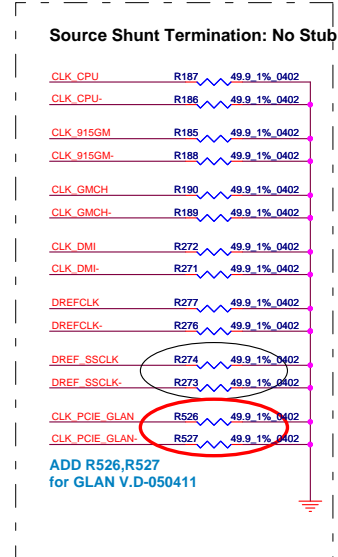 Source Shunt Termination: No Stub
CLK_CPU R187 49.9_1%_0402
CLK_CPU- R186 49.9_1%_0402
CLK_915GM R185 49.9_1%_0402
CLK_915GM- R188 49.9_1%_0402
CLK_GMCH R190 49.9_1%_0402
CLK_GMCH- R189 49.9_1%_0402
CLK_DMI R272 49.9_1%_0402
CLK_DMI- R271 49.9_1%_0402
DREFCLK R277 49.9_1%_0402
DREFCLK- R276 49.9_1%_0402
DREF_SSCLK R274 49.9_1%_0402
DREF_SSCLK- R273 49.9_1%_0402
CLK_PCIE_GLAN R526 49.9_1%_0402
CLK_PCIE_GLAN- R527 49.9_1%_0402
ADD R526,R527
for GLAN V.D-050411